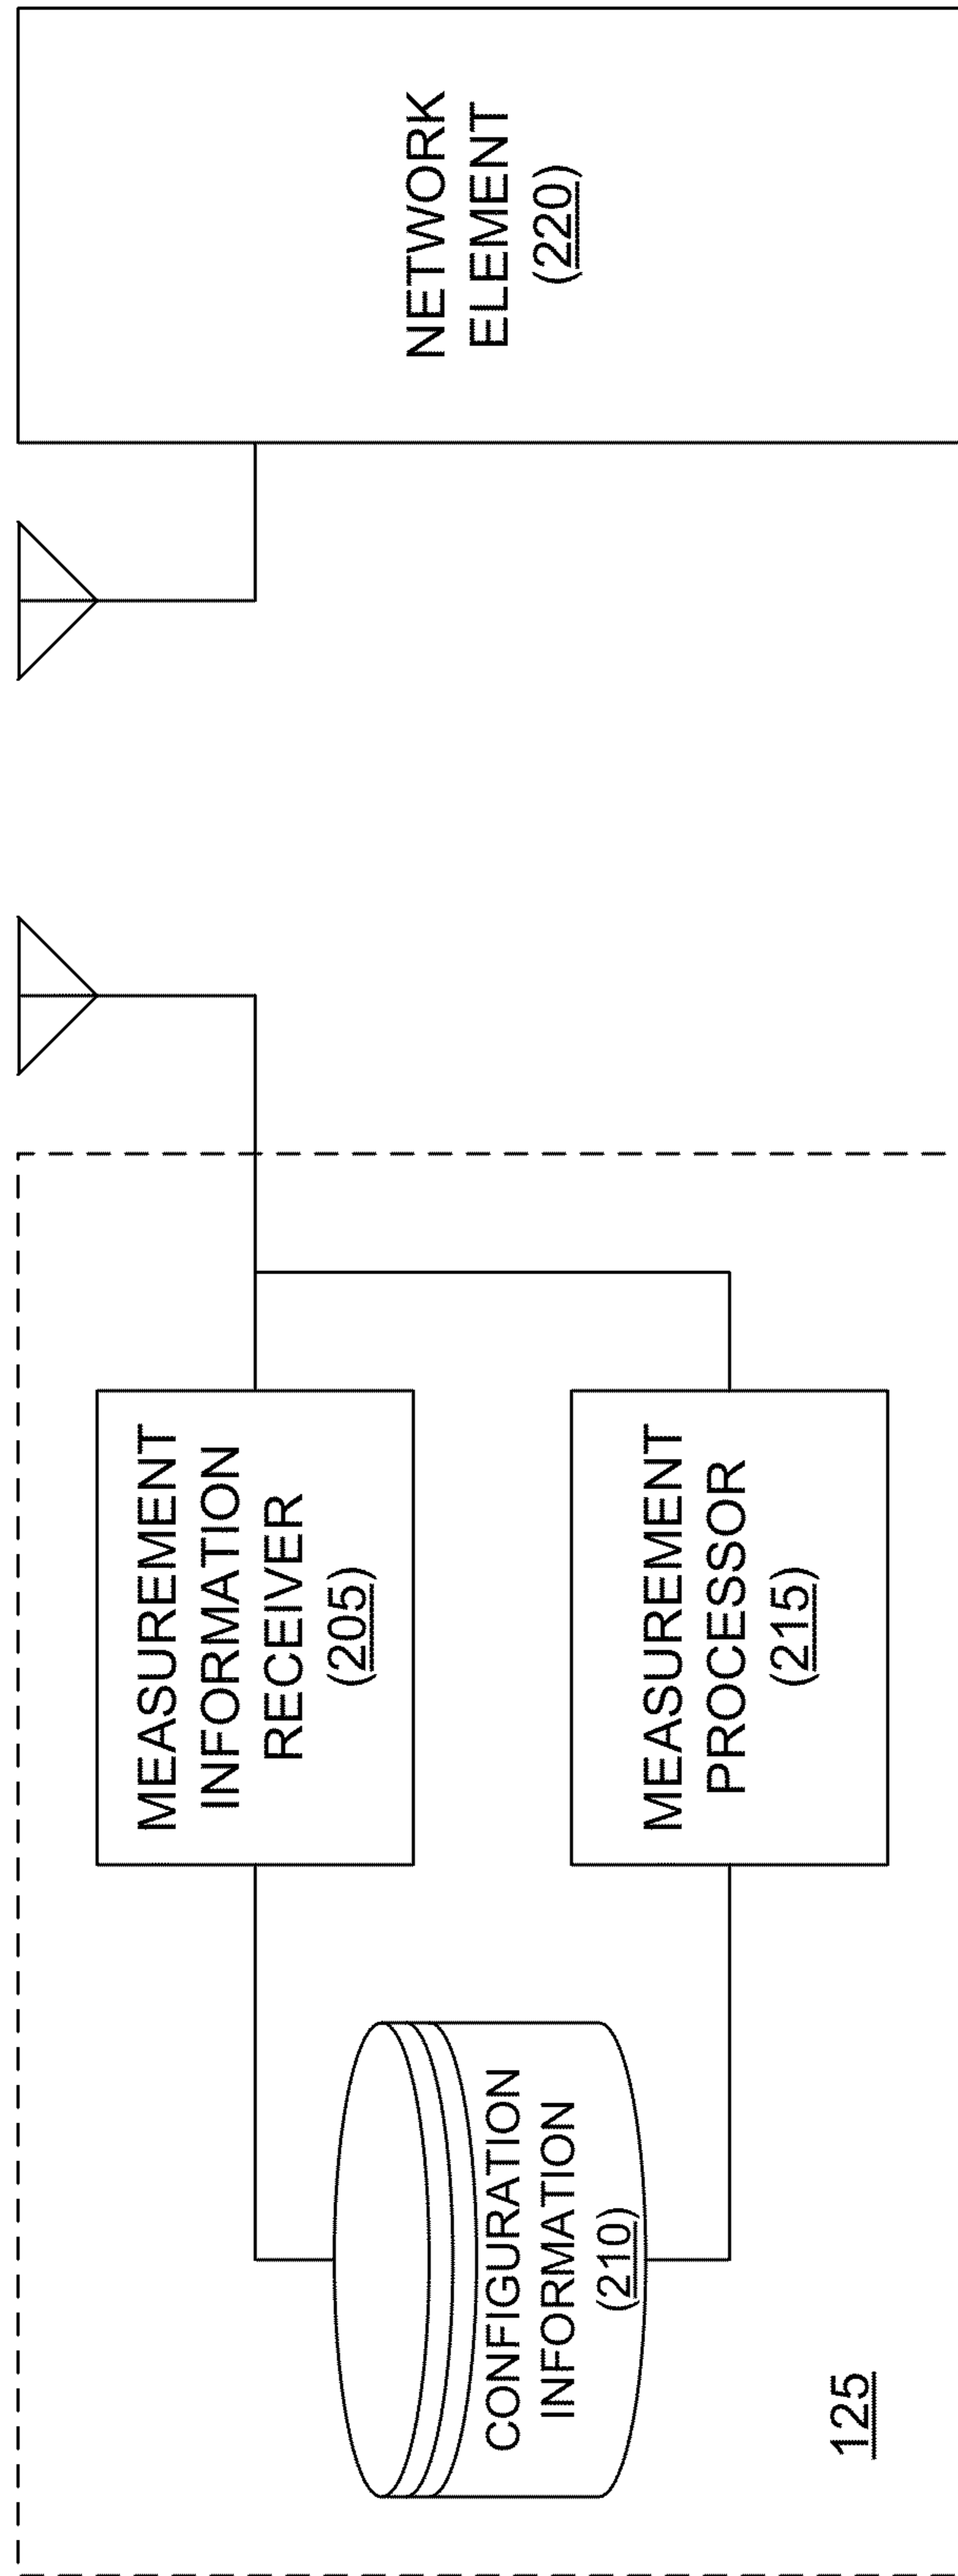 MEASUREMENT
INFORMATION
RECEIVER
(205)
CONFIGURATION
INFORMATION
(210)
MEASUREMENT
PROCESSOR
(215)
125
NETWORK
ELEMENT
(220)